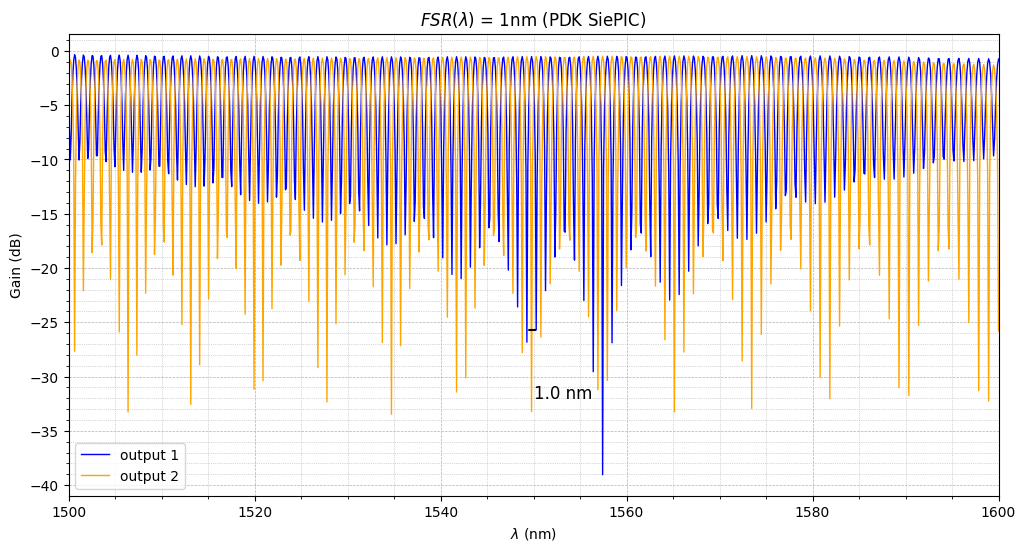 FSR(λ) = 1nm (PDK SiePIC)
Gain (dB)
0
−5
−10
−15
−20
−25
−30
−35
−40
1.0 nm
output 1
output 2
1500 1520 1540 1560 1580 1600
λ (nm)